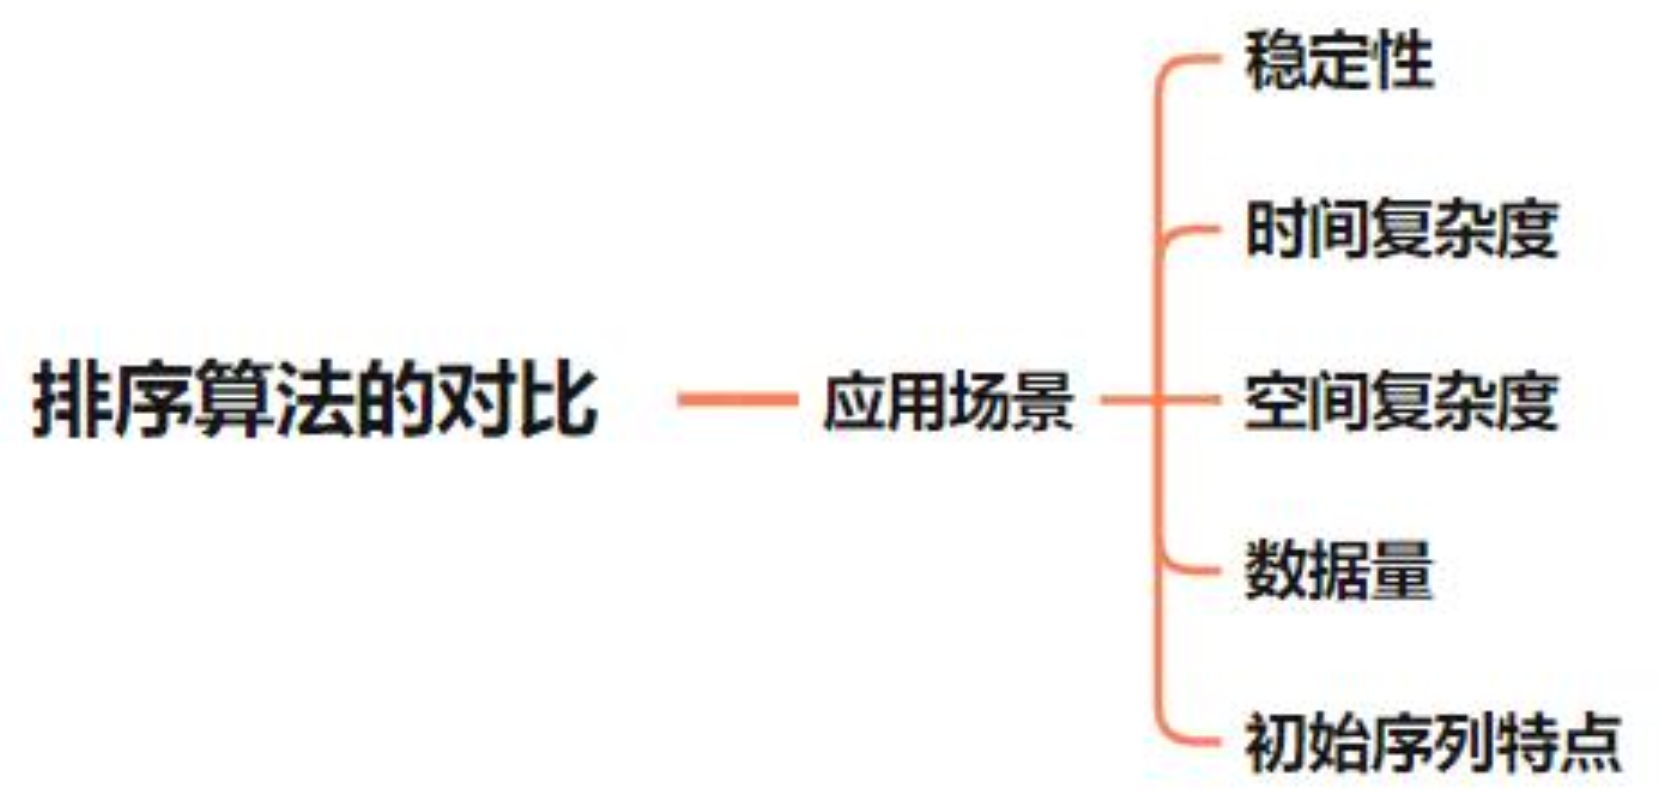 排序算法的对比
应用场景
稳定性
时间复杂度
空间复杂度
数据量
初始序列特点